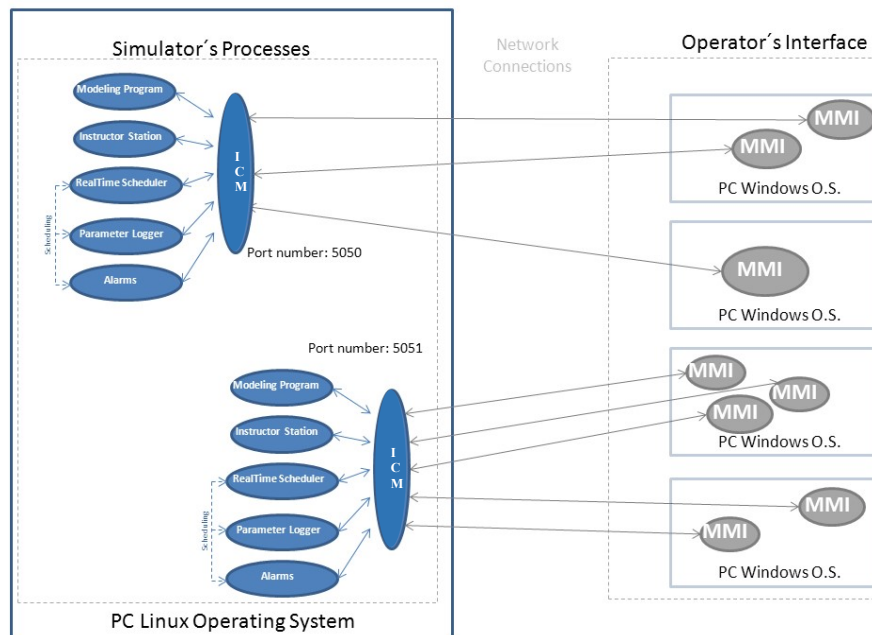 Simulator´s Processes
Modeling Program
Instructor Station
RealTime Scheduler
Parameter Logger
Alarms
Scheduling
I
C
M
Port number: 5050
Port number: 5051
Modeling Program
Instructor Station
RealTime Scheduler
Parameter Logger
Alarms
Scheduling
I
C
M
PC Linux Operating System
Network
Connections
Operator´s Interface
MMI
MMI
PC Windows O.S.
MMI
PC Windows O.S.
MMI
MMI
MMI
PC Windows O.S.
MMI
MMI
PC Windows O.S.